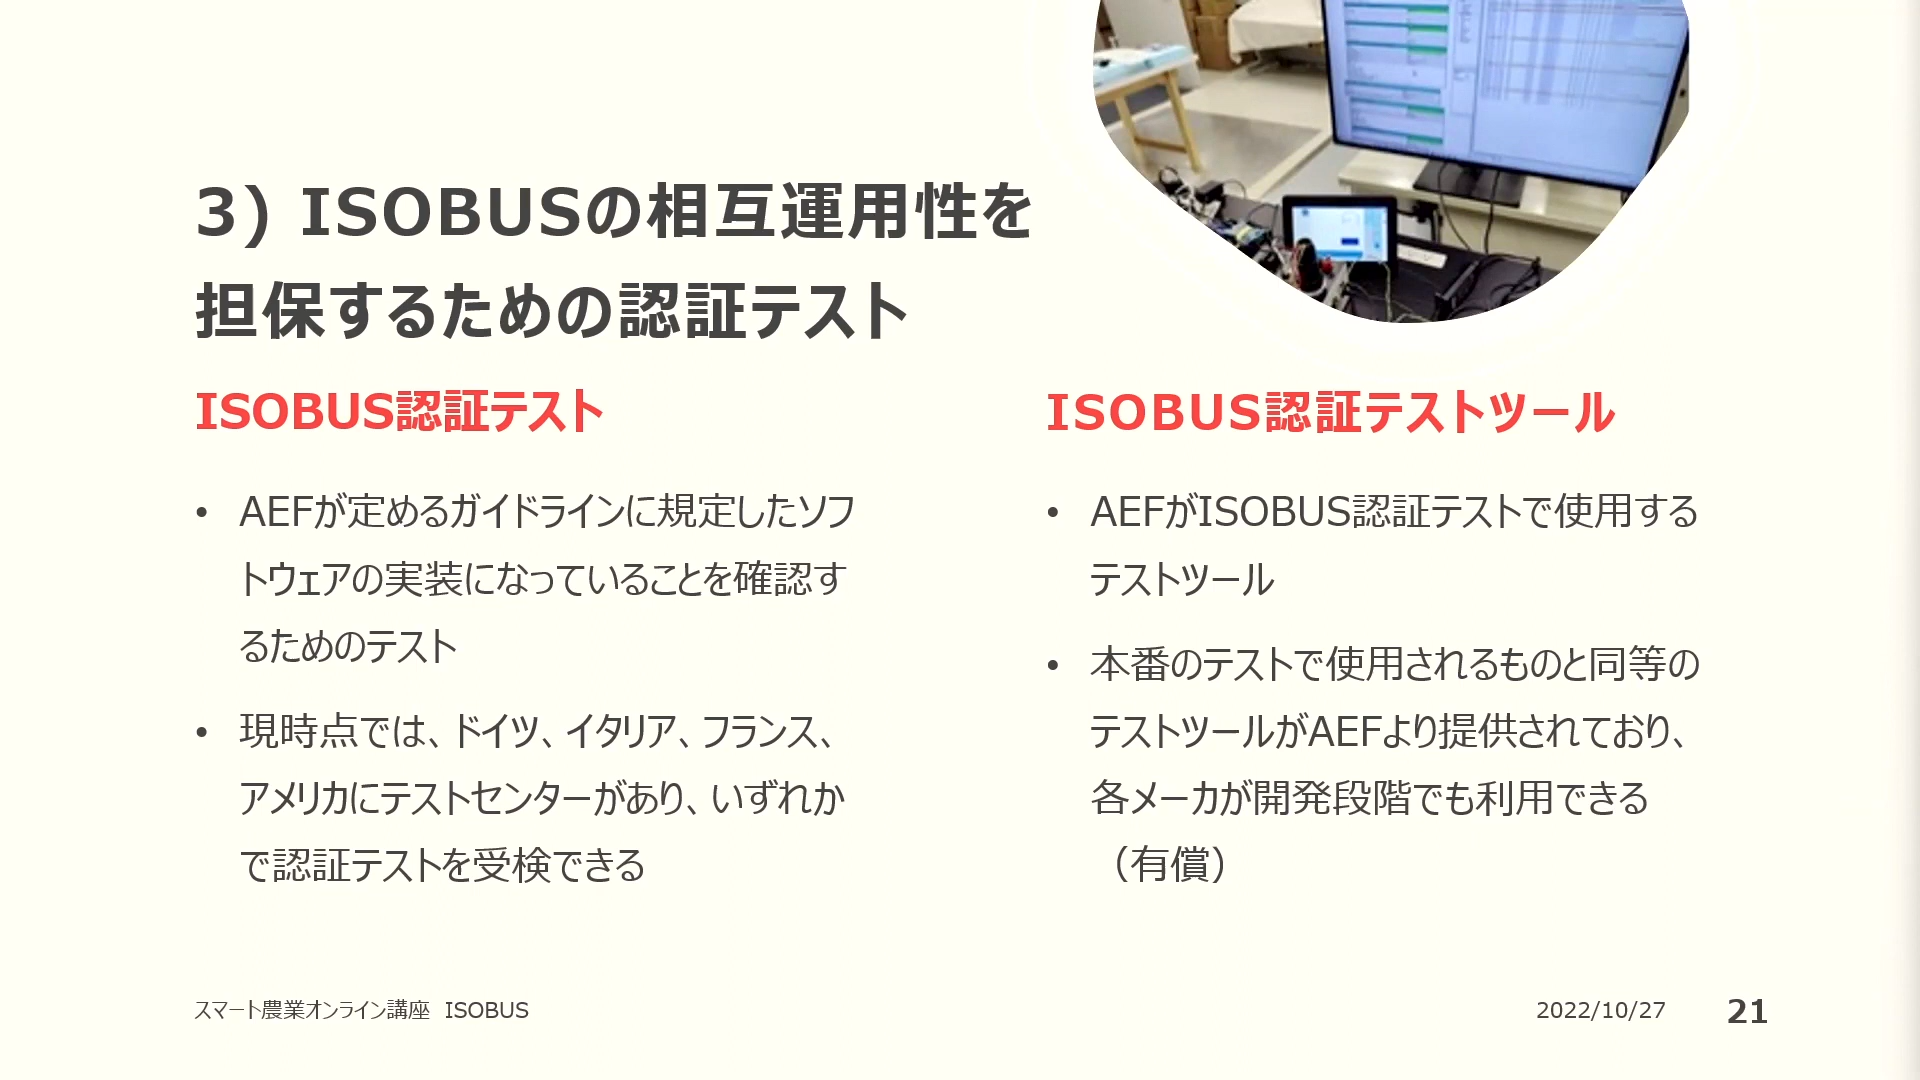 3) ISOBUSの相互運用性を
担保するための認証テスト
ISOBUS認証テスト
• AEFが定めるガイドラインに規定したソフ
トウェアの実装になっていることを確認す
るためのテスト
• 現時点では、ドイツ、イタリア、フランス、
アメリカにテストセンターがあり、いずれか
で認証テストを受検できる
ISOBUS認証テストツール
• AEFがISOBUS認証テストで使用する
テストツール
• 本番のテストで使用されるものと同等の
テストツールがAEFより提供されており、
各メーカが開発段階でも利用できる
（有償）
スマート農業オンライン講座 ISOBUS
2022/10/27
21